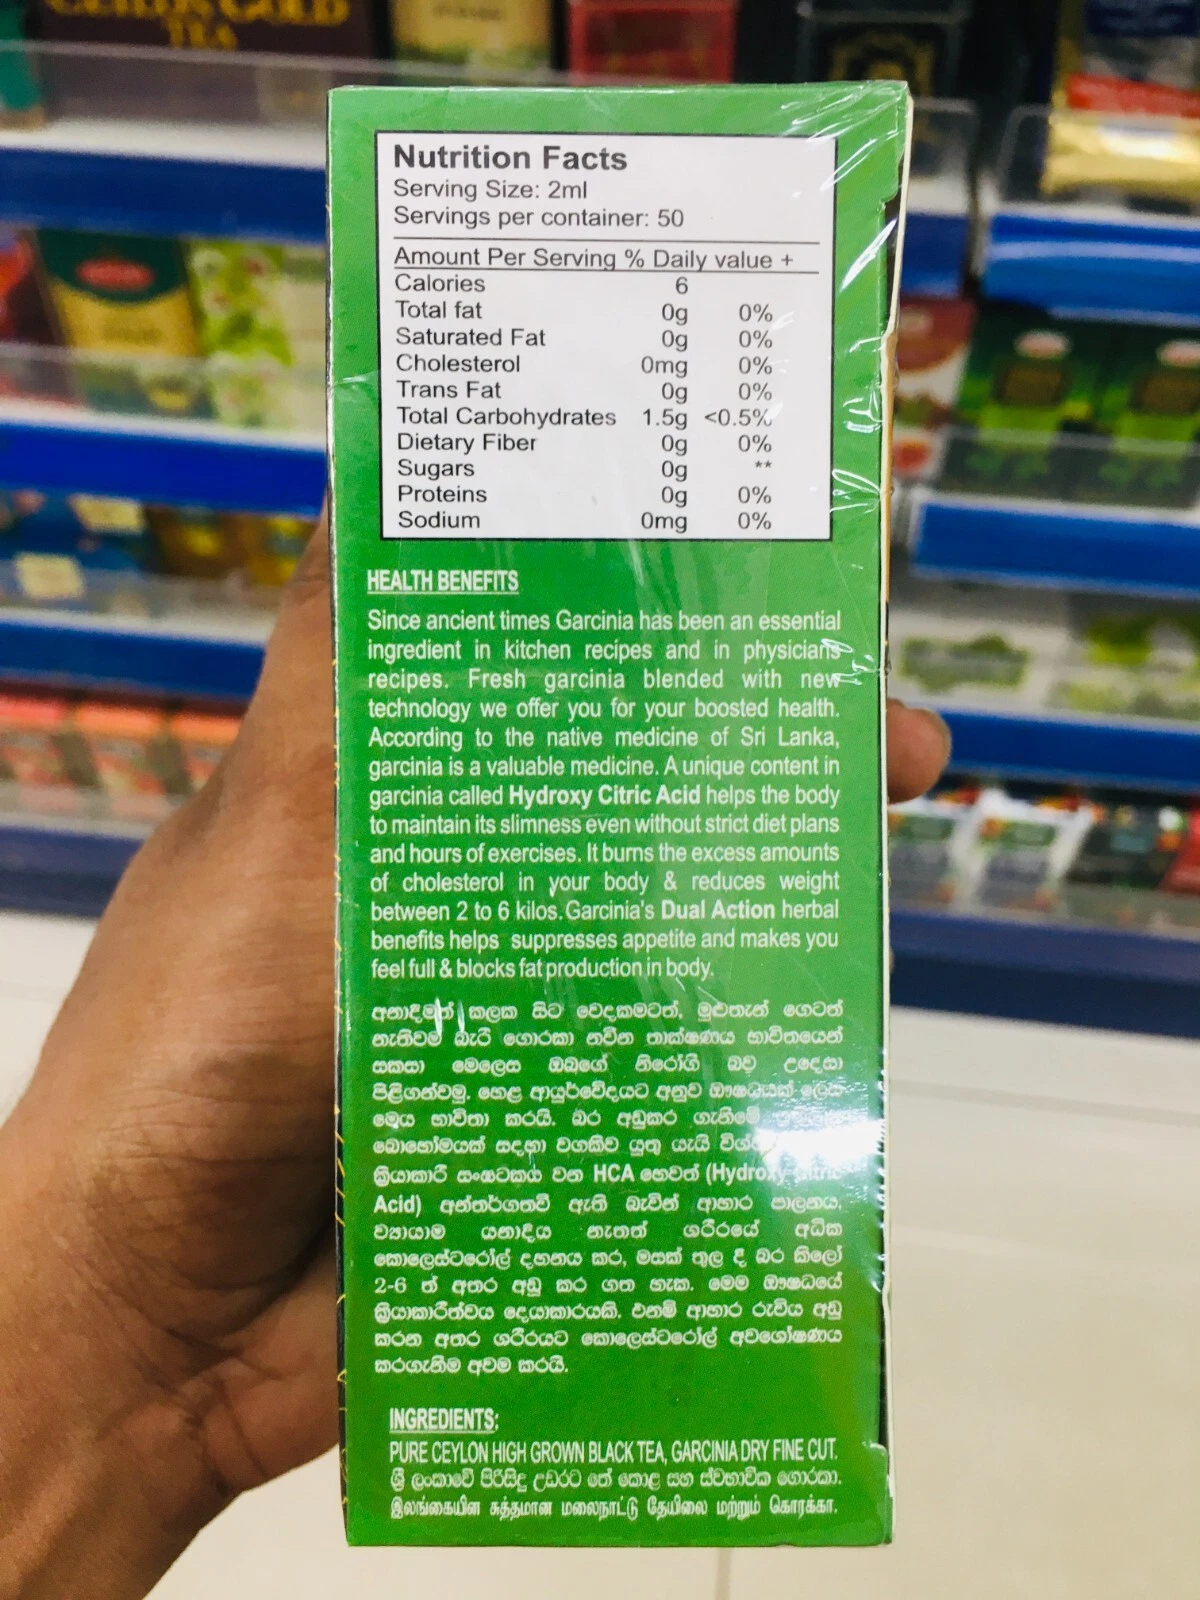 CEYLON GOLD
TEA
Nutrition Facts
Serving Size: 2ml
Servings per container: 50
Amount Per Serving % Daily value +
Calories 6
Total fat 0g 0%
Saturated Fat 0g 0%
Cholesterol 0mg 0%
Trans Fat 0g 0%
Total Carbohydrates 1.5g <0.5%
Dietary Fiber 0g 0%
Sugars 0g **
Proteins 0g 0%
Sodium 0mg 0%
HEALTH BENEFITS
Since ancient times Garcinia has been an essential
ingredient in kitchen recipes and in physicians
recipes. Fresh garcinia blended with new
technology we offer you for your boosted health.
According to the native medicine of Sri Lanka,
garcinia is a valuable medicine. A unique content in
garcinia called Hydroxy Citric Acid helps the body
to maintain its slimness even without strict diet plans
and hours of exercises. It burns the excess amounts
of cholesterol in your body & reduces weight
between 2 to 6 kilos. Garcinia's Dual Action herbal
benefits helps suppresses appetite and makes you
feel full & blocks fat production in body.
අනාදිමත් කලක සිට වෙදකමටත්, මුළුතැන් ගෙටත්
නැතිවම බැරි ගොරකා නවීන තාක්ෂණය භාවිතයෙන්
සකසා මෙලෙස ඔබගේ නිරෝගී බව උදෙසා
පිළිගන්වමු. හෙළ ආයුර්වේදයට අනුව ඖෂධයක් ලෙස
මෙය භාවිතා කරයි. බර අඩුකර ගැනීමේ
බොහෝමයක් සඳහා වගකිව යුතු යැයි
ක්‍රියාකාරී සංඝටකය වන HCA හෙවත් (Hydroxy Citric
Acid) අන්තර්ගතවී ඇති බැවින් ආහාර පාලනය,
ව්‍යායාම යනාදිය නැතත් ශරීරයේ අධික
කොලෙස්ටරෝල් දහනය කර, මසක් තුල දී බර කිලෝ
2-6 ත් අතර අඩු කර ගත හැක. මෙම ඖෂධයේ
ක්‍රියාකාරීත්වය දෙයාකාරයකි. එනම් ආහාර රුචිය අඩු
කරන අතර ශරීරයට කොලෙස්ටරෝල් අවශෝෂණය
කරගැනීම අවම කරයි.
INGREDIENTS:
PURE CEYLON HIGH GROWN BLACK TEA, GARCINIA DRY FINE CUT.
ශ්‍රී ලංකාවේ පිරිසිදු උඩරට තේ කොළ සහ ස්වභාවික ගොරකා.
இலங்கையின் சுத்தமான மலைநாட்டு தேயிலை மற்றும் கொரக்கா.